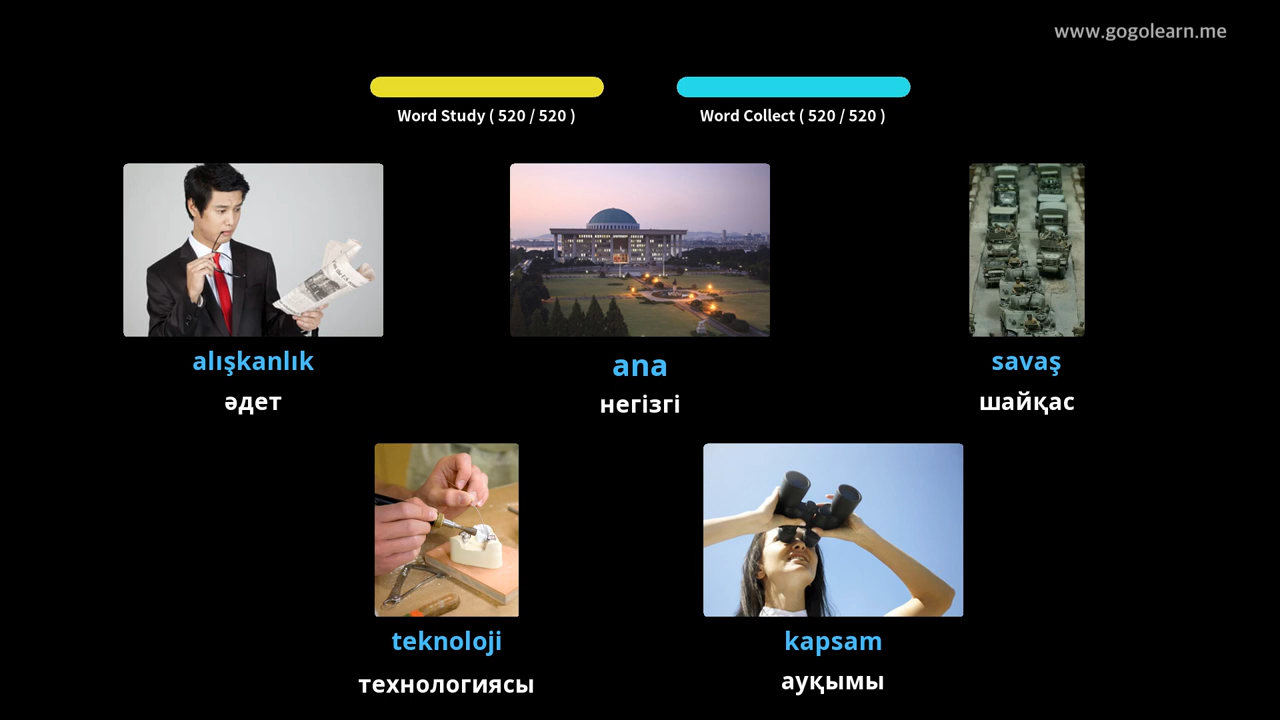 www.gogolearn.me
Word Study ( 520 / 520 )
Word Collect ( 520 / 520 )
alışkanlık
әдет
ana
негізгі
savaş
шайқас
teknoloji
технологиясы
kapsam
ауқымы